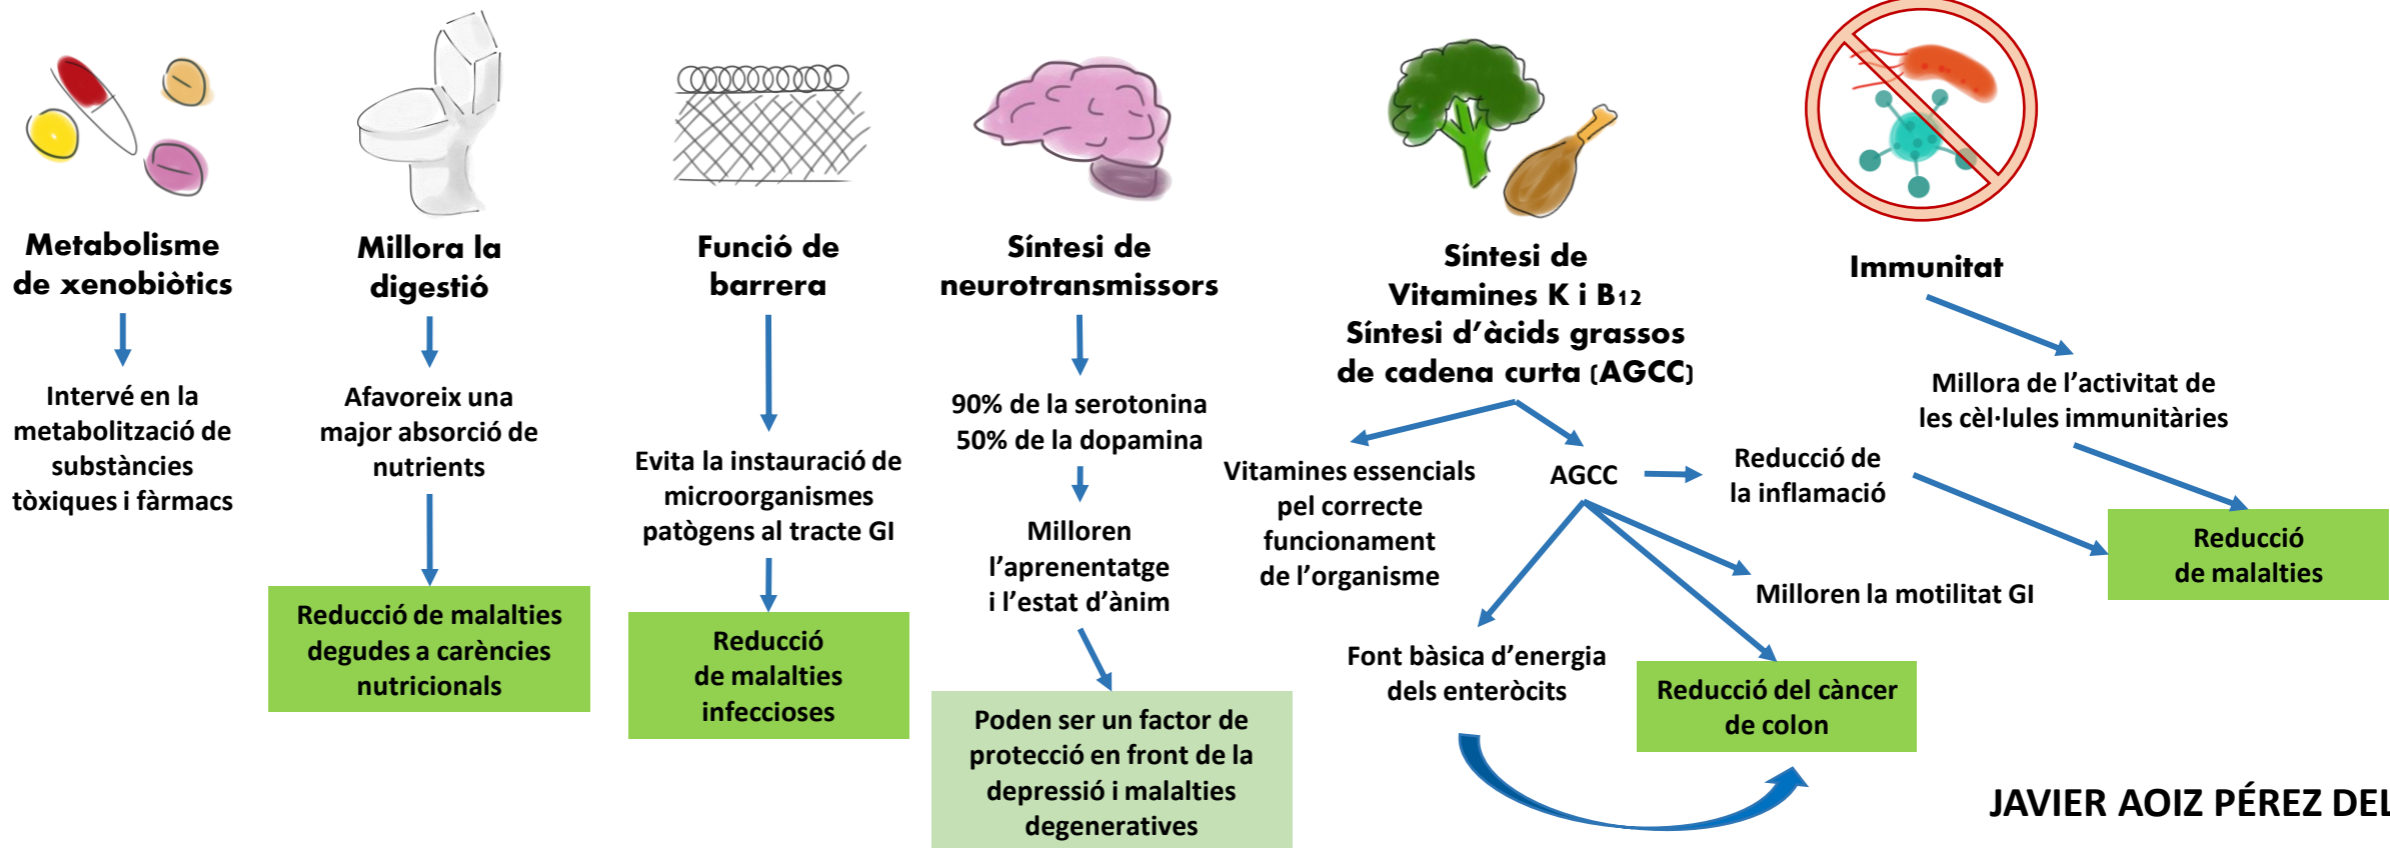 Metabolisme
de xenobiòtics
Intervé en la
metabolització de
substàncies
tòxiques i fàrmacs
Millora la
digestió
Afavoreix una
major absorció de
nutrients
Reducció de malalties
degudes a carències
nutricionals
Funció de
barrera
Evita la instauració de
microorganismes
patògens al tracte GI
Reducció
de malalties
infeccioses
Síntesi de
neurotransmissors
90% de la serotonina
50% de la dopamina
Milloren
l’aprenentatge
i l’estat d’ànim
Poden ser un factor de
protecció en front de la
depressió i malalties
degeneratives
Síntesi de
Vitamines K i B12
Síntesi d’àcids grassos
de cadena curta (AGCC)
Vitamines essencials
pel correcte
funcionament
de l’organisme
AGCC
Reducció de
la inflamació
Milloren la motilitat GI
Font bàsica d’energia
dels enteròcits
Reducció del càncer
de colon
Immunitat
Millora de l’activitat de
les cèl·lules immunitàries
Reducció
de malalties
JAVIER AOIZ PÉREZ DEL